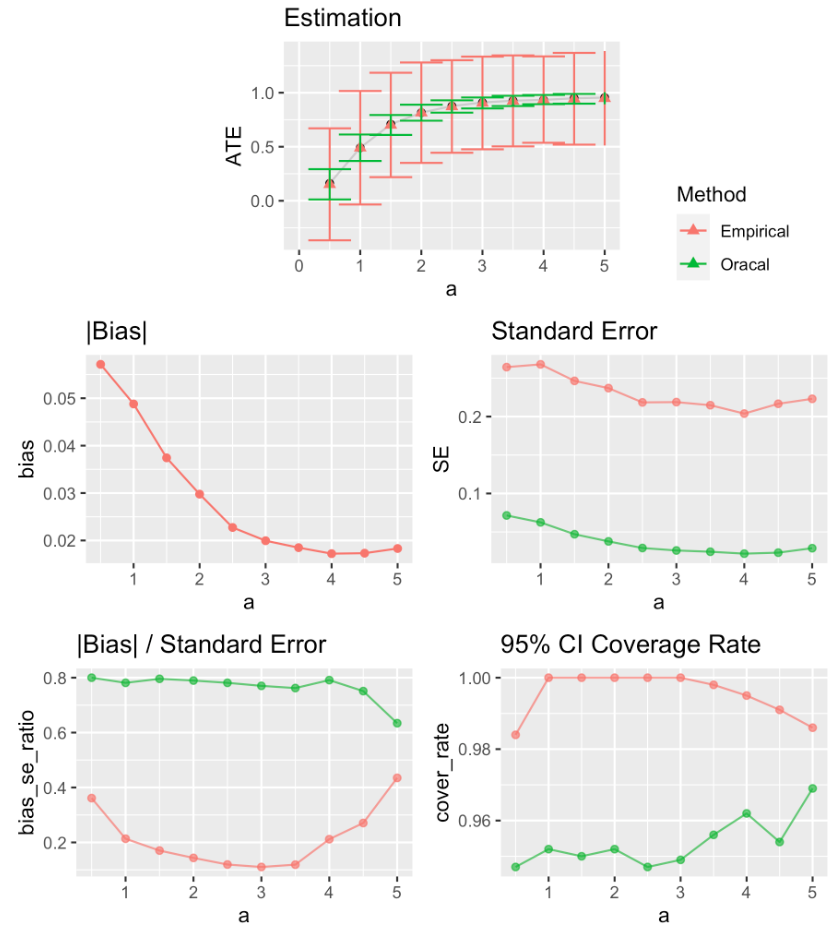 Estimation
ATE
1.0
0.5
0.0
0 1 2 3 4 5
a
Method
Empirical
Oracal
|Bias|
bias
0.05
0.04
0.03
0.02
1 2 3 4 5
a
Standard Error
SE
0.2
0.1
1 2 3 4 5
a
|Bias| / Standard Error
bias_se_ratio
0.8
0.6
0.4
0.2
1 2 3 4 5
a
95% CI Coverage Rate
cover_rate
1.00
0.98
0.96
1 2 3 4 5
a